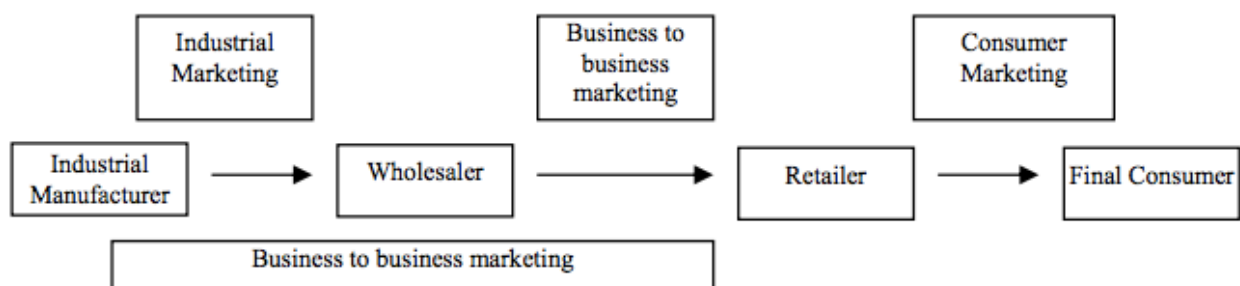 Industrial
Marketing
Business to
business
marketing
Consumer
Marketing
Industrial
Manufacturer
Wholesaler
Retailer
Final Consumer
Business to business marketing